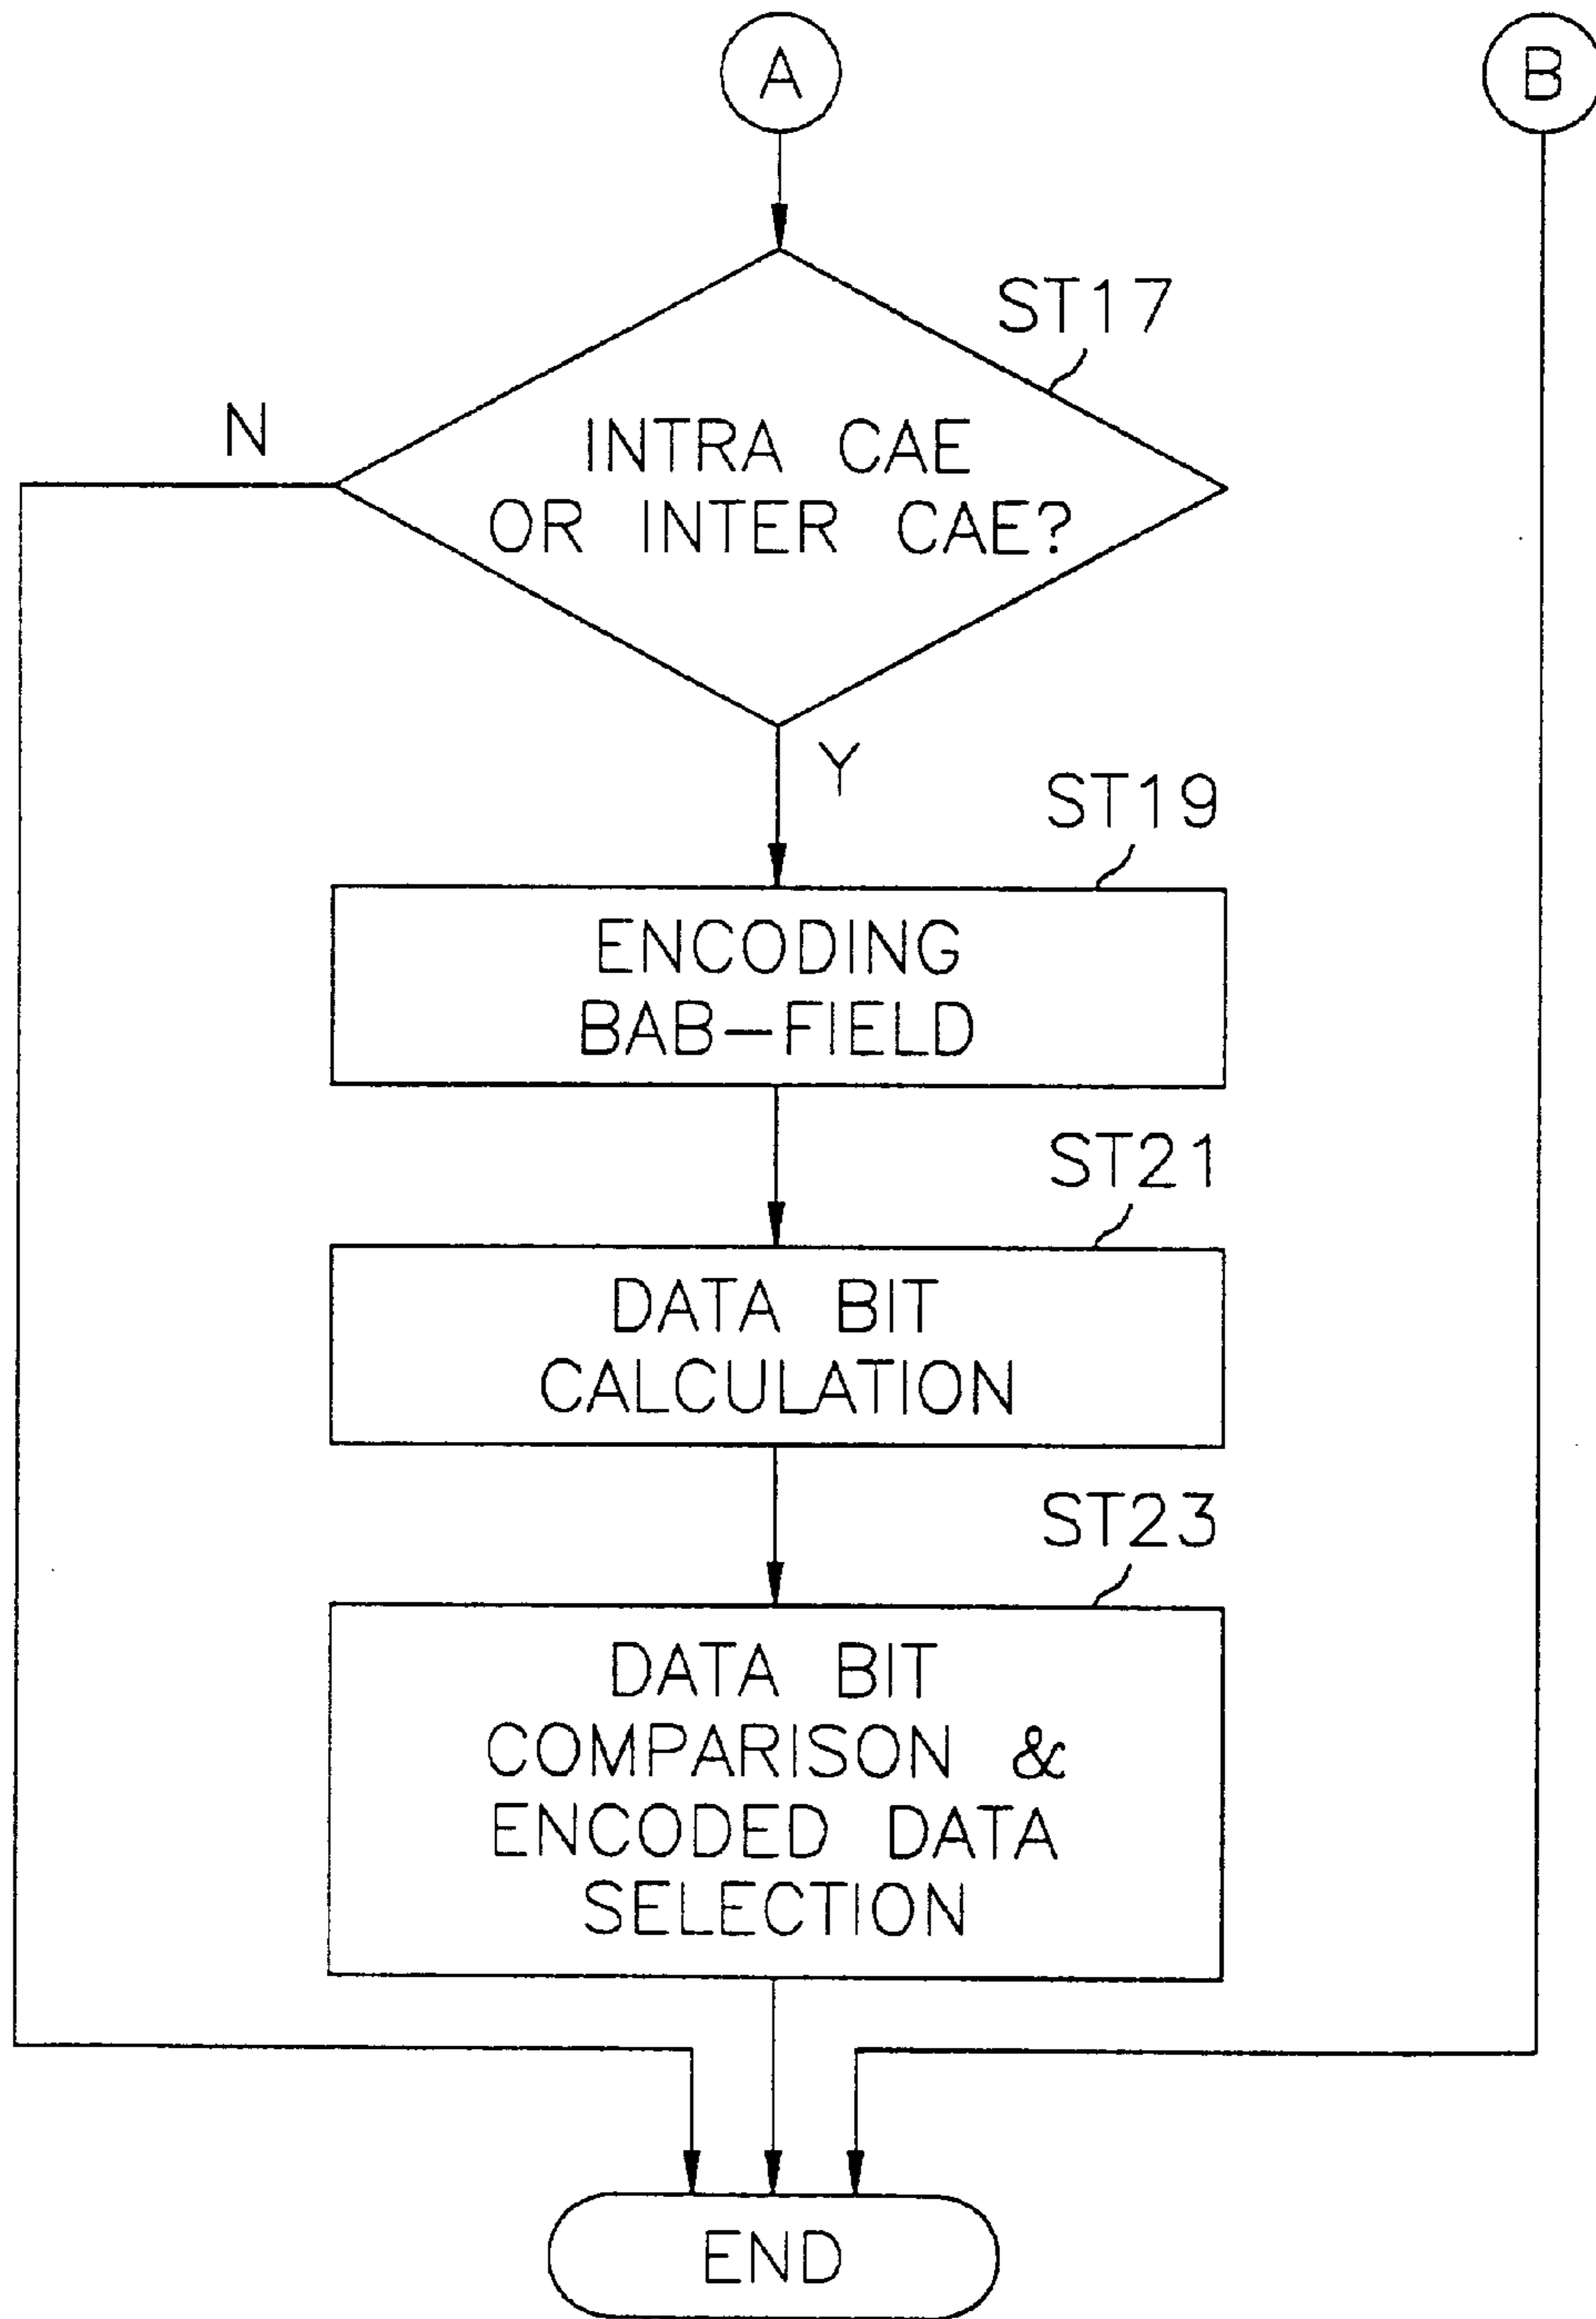 A
B
ST17
N
INTRA CAE
OR INTER CAE?
Y
ST19
ENCODING
BAB-FIELD
ST21
DATA BIT
CALCULATION
ST23
DATA BIT
COMPARISON &
ENCODED DATA
SELECTION
END